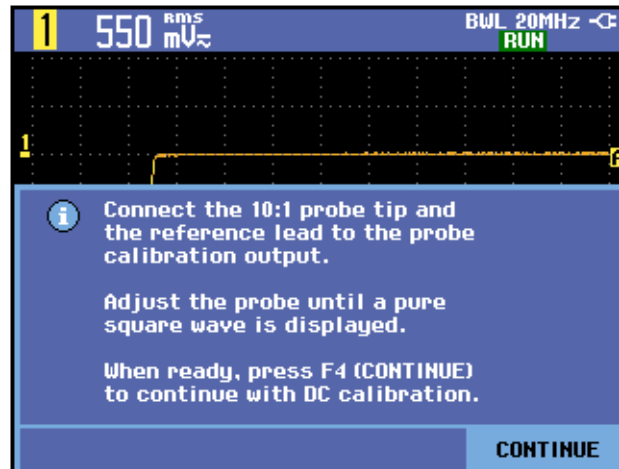 1 550 rms mV≂ BWL 20MHz
RUN
1
Connect the 10:1 probe tip and
the reference lead to the probe
calibration output.
Adjust the probe until a pure
square wave is displayed.
When ready, press F4 (CONTINUE)
to continue with DC calibration.
CONTINUE